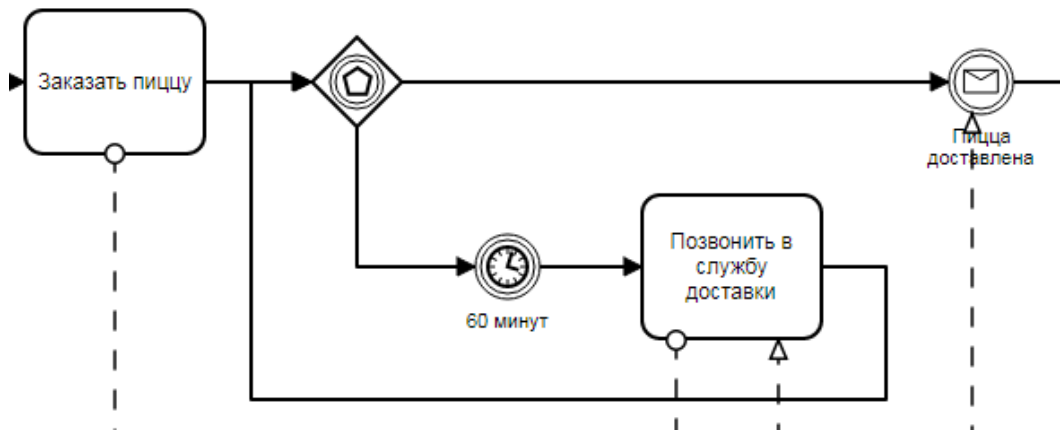 Заказать пиццу
Пицца
доставлена
Позвонить в
службу
доставки
60 минут